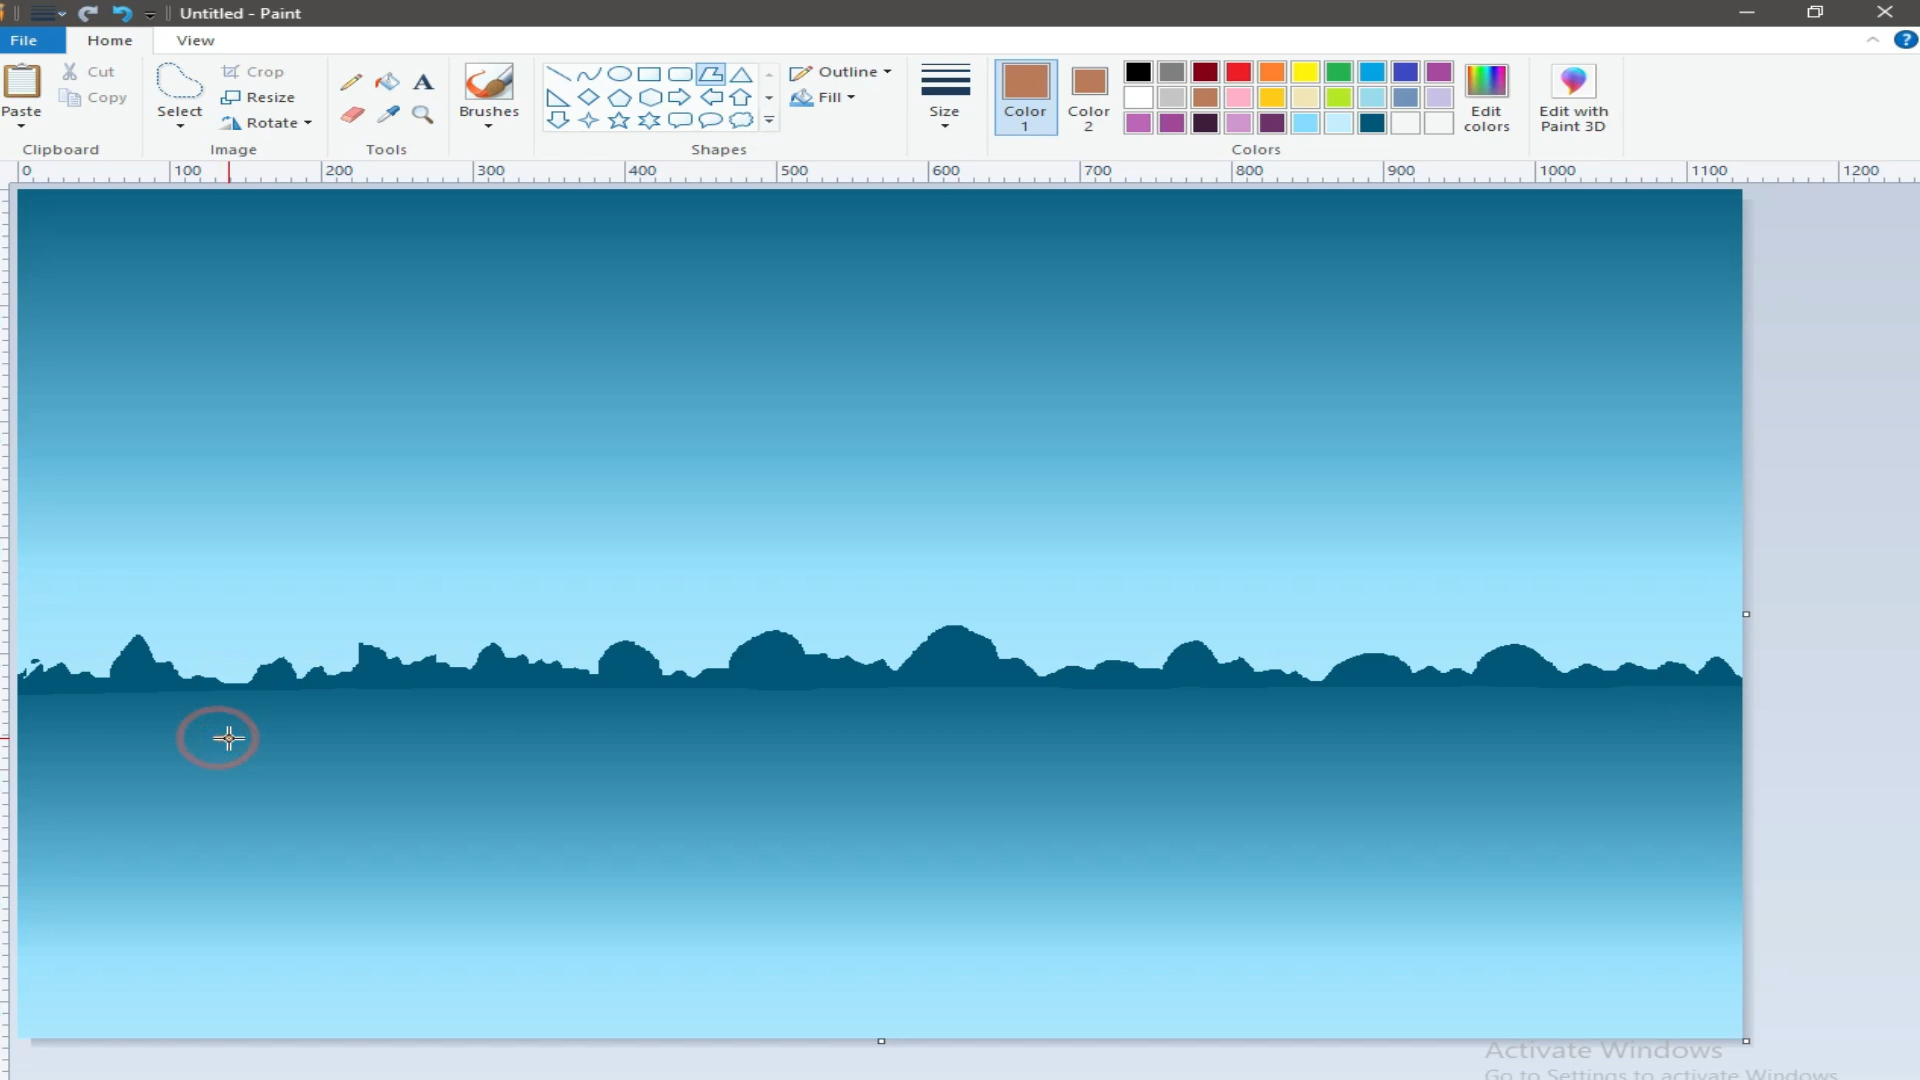 Untitled - Paint
File Home View
Paste
Cut
Copy
Clipboard
Select
Crop
Resize
Rotate
Image
Tools
Brushes
Shapes
Outline
Fill
Size
Color
1
Color
2
Colors
Edit
colors
Edit with
Paint 3D
0 100 200 300 400 500 600 700 800 900 1000 1100 1200
Activate Windows
Go to Settings to activate Windows